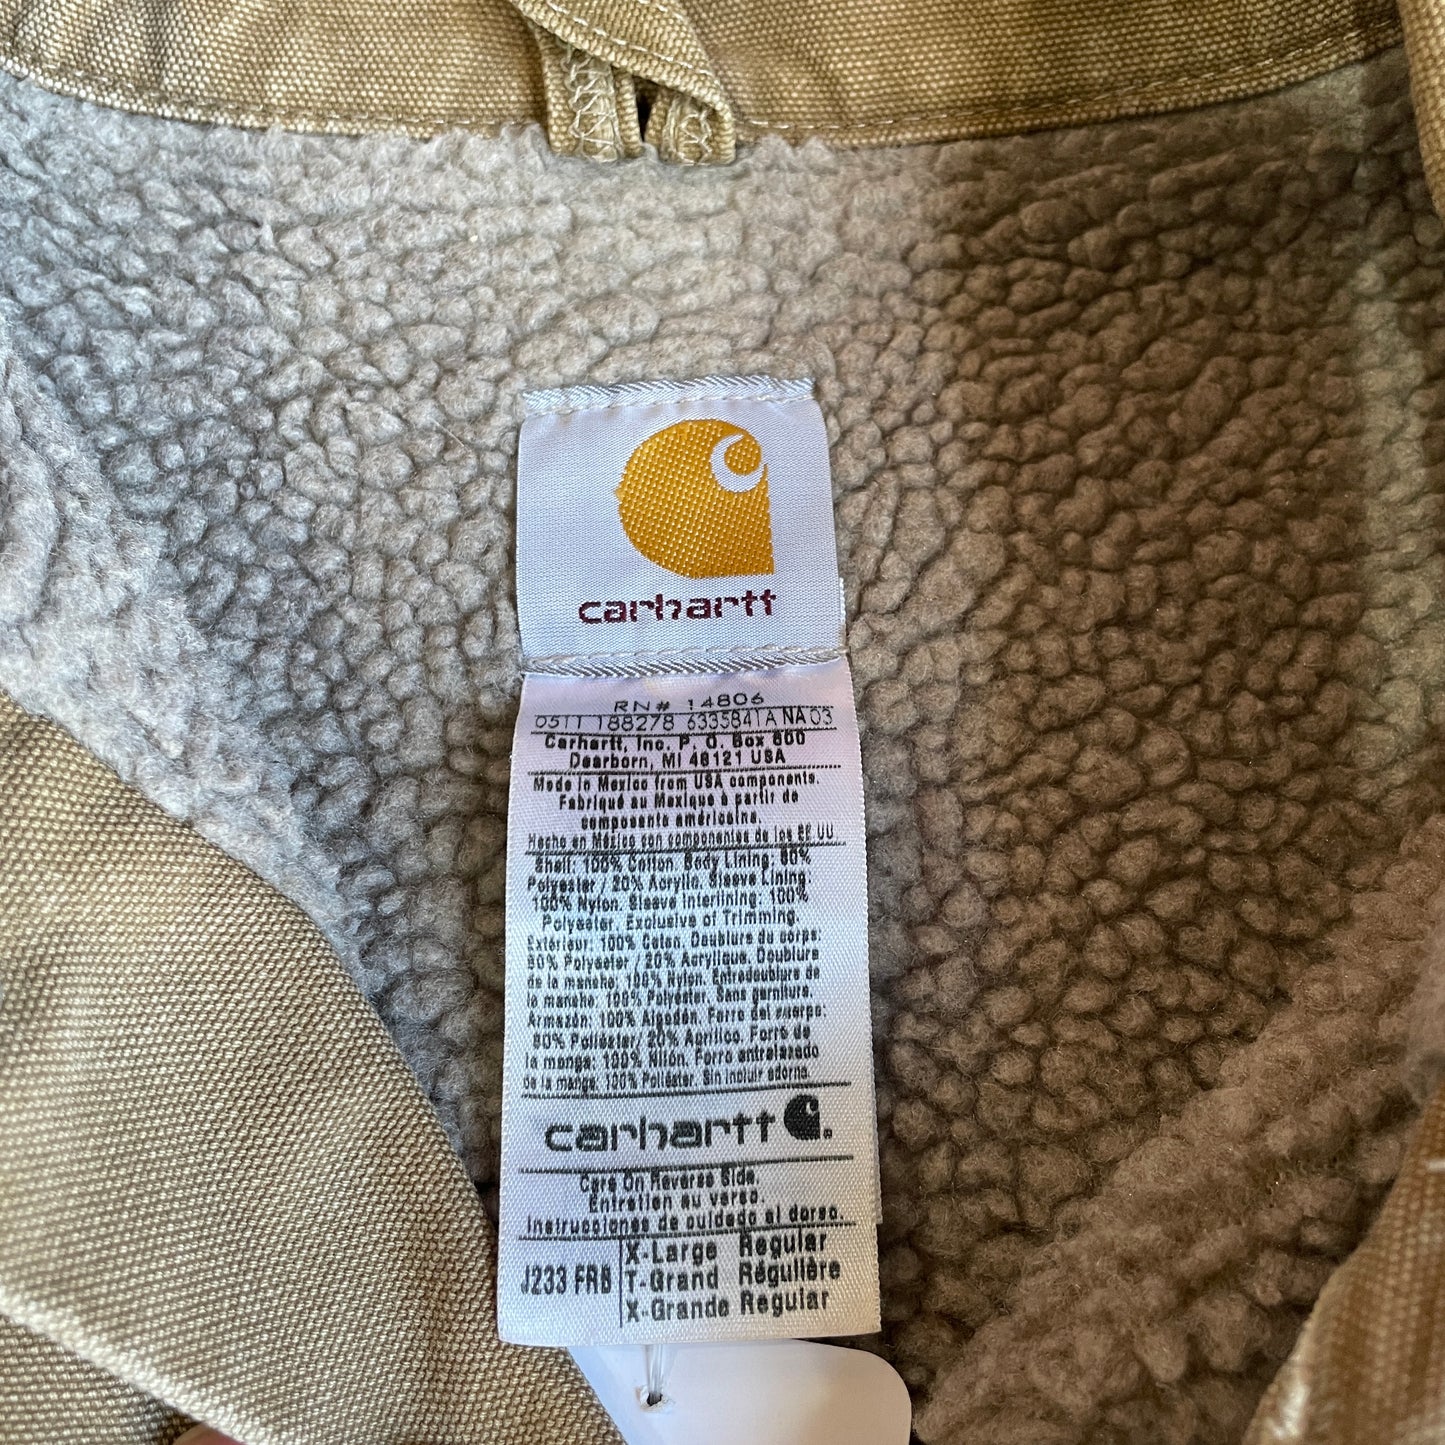 carhartt
RN# 14806
0511 188278 6335841A NA 03
Carhartt, Inc. P. O. Box 600
Dearborn, MI 48121 USA
Made in Mexico from USA components.
Fabriqué au Mexique à partir de
composants américains.
Hecho en México con componentes de los EE UU
Shell: 100% Cotton. Body Lining: 80%
Polyester / 20% Acrylic. Sleeve Lining:
100% Nylon. Sleeve Interlining: 100%
Polyester. Exclusive of Trimming.
Extérieur: 100% Coton. Doublure du corps:
80% Polyester / 20% Acrylique. Doublure
de la manche: 100% Nylon. Entredoublure de
la manche: 100% Polyester. Sans garniture.
Armazón: 100% Algodón. Forro del cuerpo:
80% Poliéster/ 20% Acrílico. Forro de
la manga: 100% Nilón. Forro entrelazado
de la manga: 100% Poliéster. Sin incluir adorno.
carhartt
Care On Reverse Side.
Entretien au verso.
Instrucciones de cuidado al dorso.
J233 FRB
X-Large Regular
T-Grand Régulière
X-Grande Regular